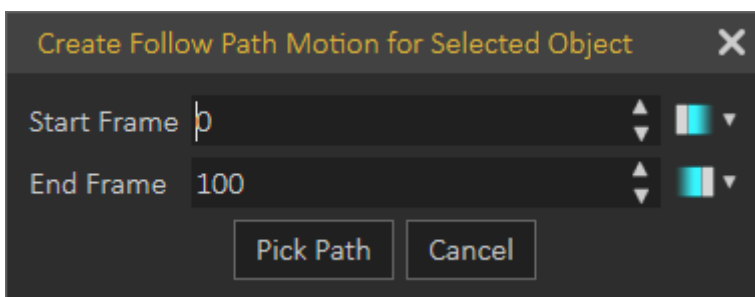 Create Follow Path Motion for Selected Object
Start Frame 0
End Frame 100
Pick Path Cancel